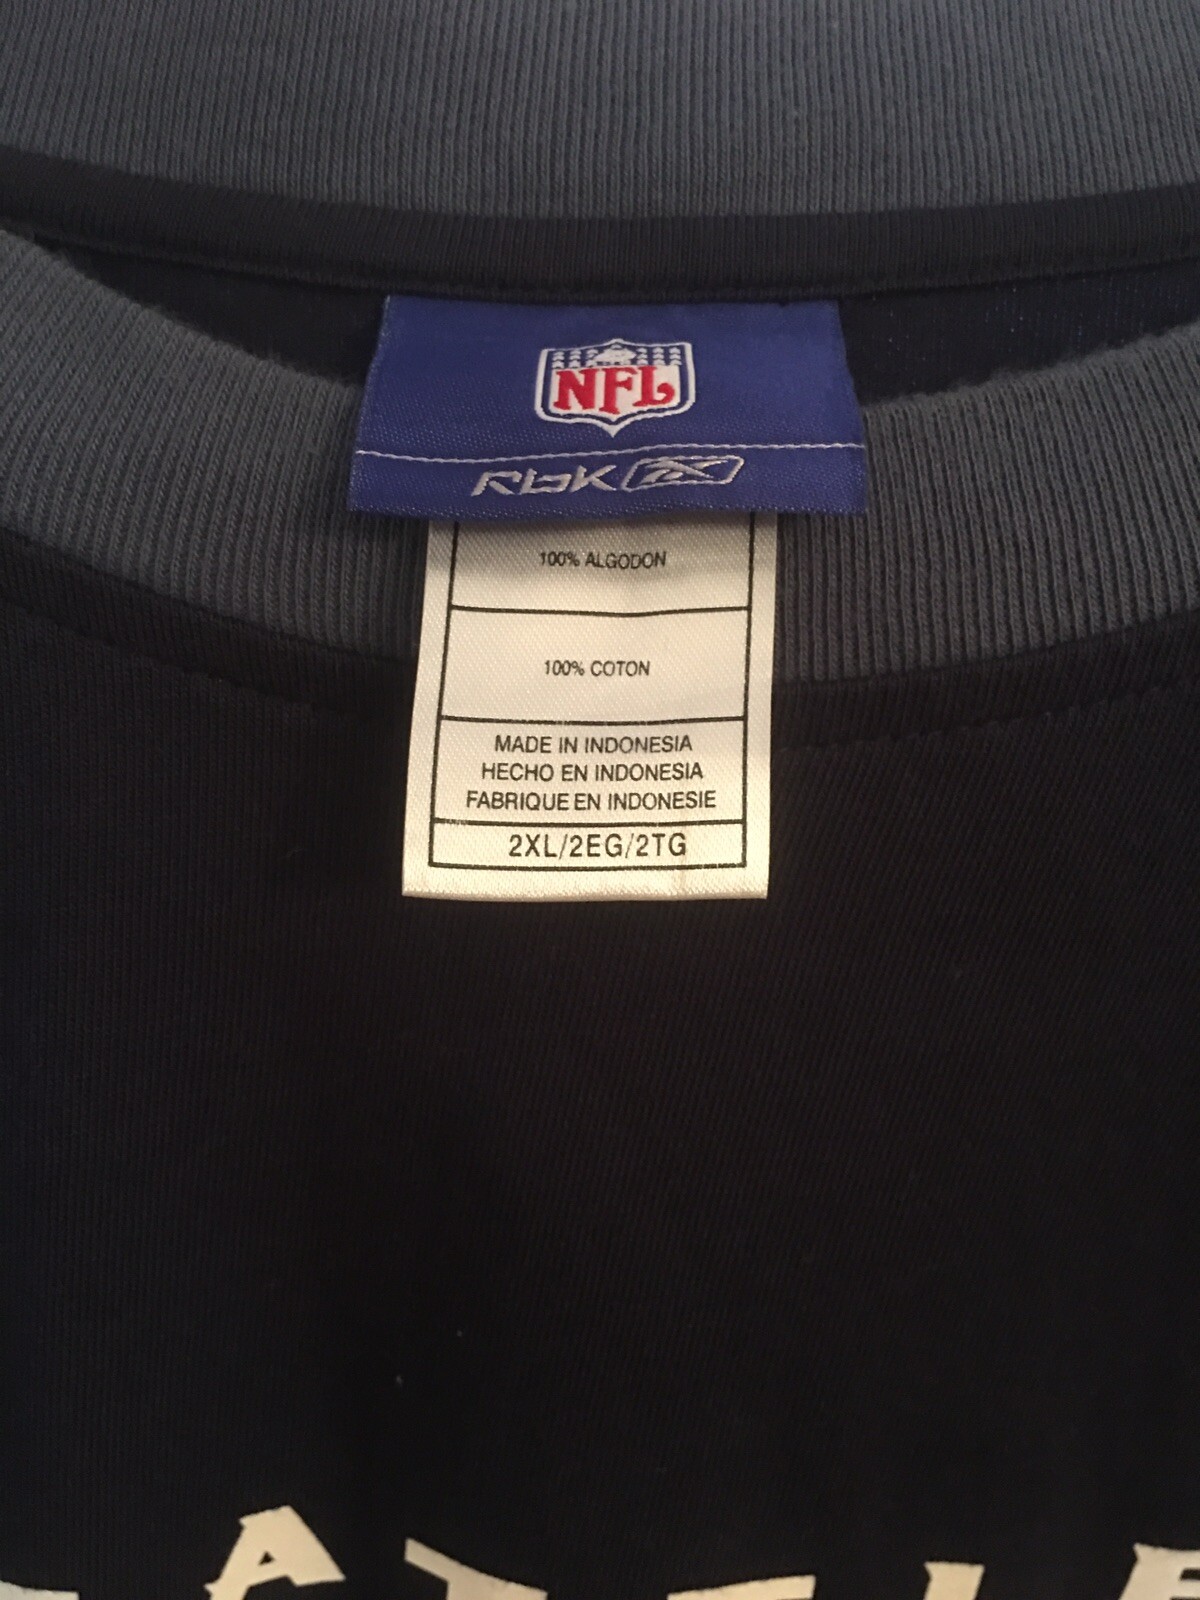 NFL
Rbk
100% ALGODON
100% COTON
MADE IN INDONESIA
HECHO EN INDONESIA
FABRIQUE EN INDONESIE
2XL/2EG/2TG